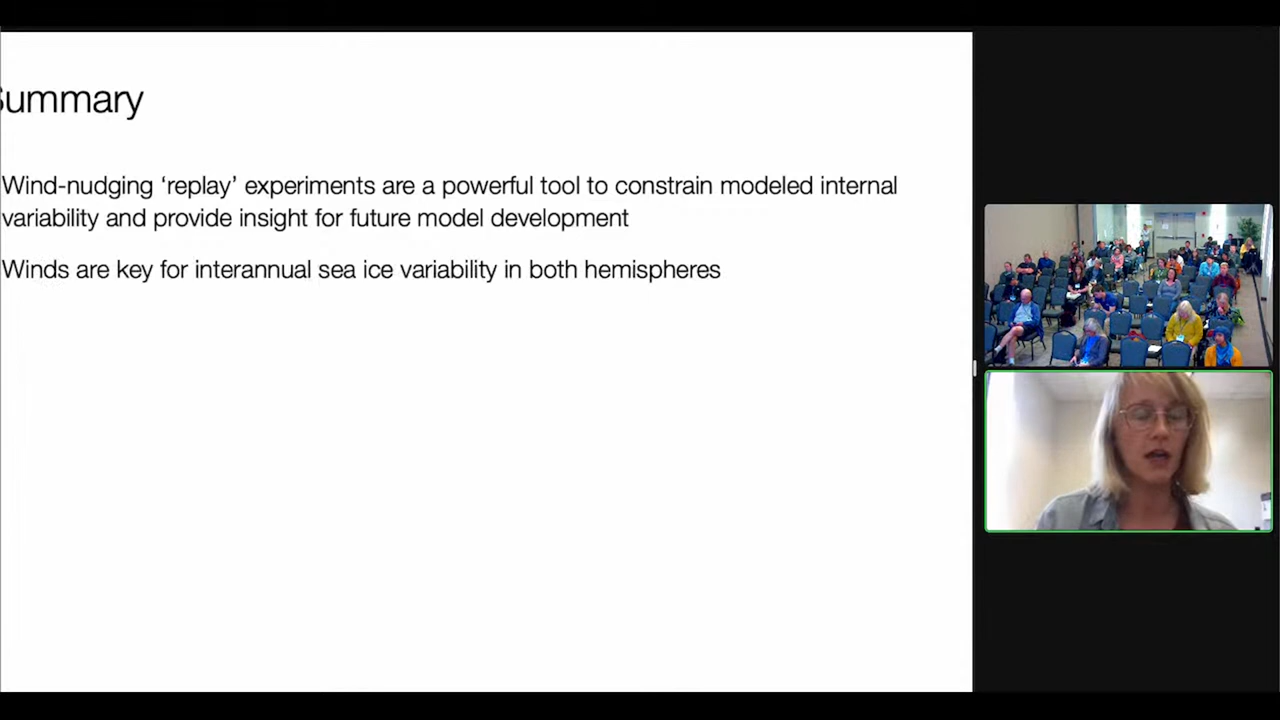 Summary
Wind-nudging ‘replay’ experiments are a powerful tool to constrain modeled internal
variability and provide insight for future model development
Winds are key for interannual sea ice variability in both hemispheres